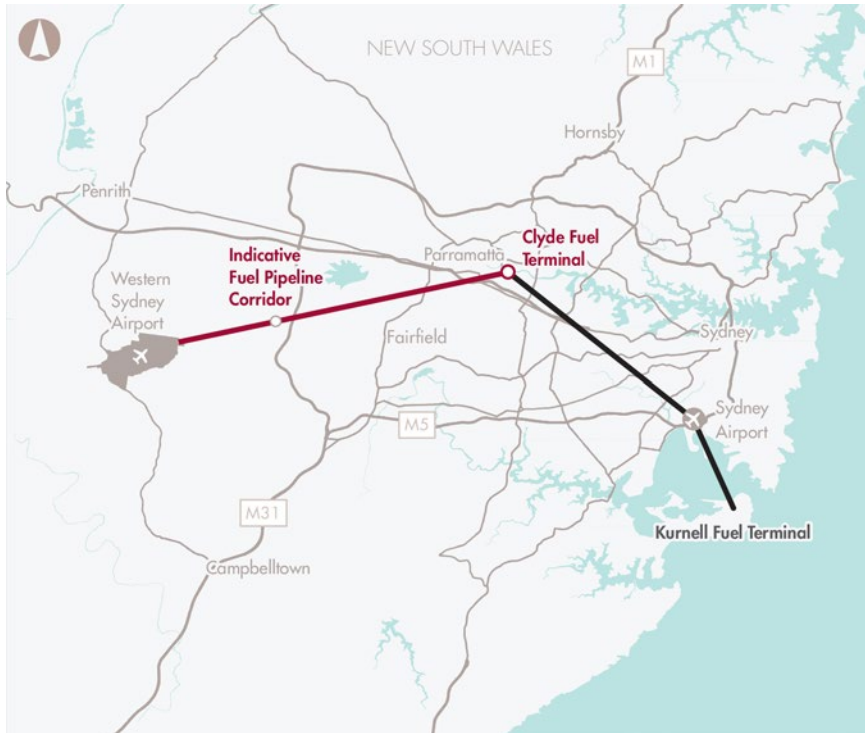 NEW SOUTH WALES
M1
Hornsby
Penrith
Clyde Fuel
Terminal
Parramatta
Indicative
Fuel Pipeline
Corridor
Western
Sydney
Airport
Fairfield
Sydney
M5
Sydney
Airport
M31
Kurnell Fuel Terminal
Campbelltown